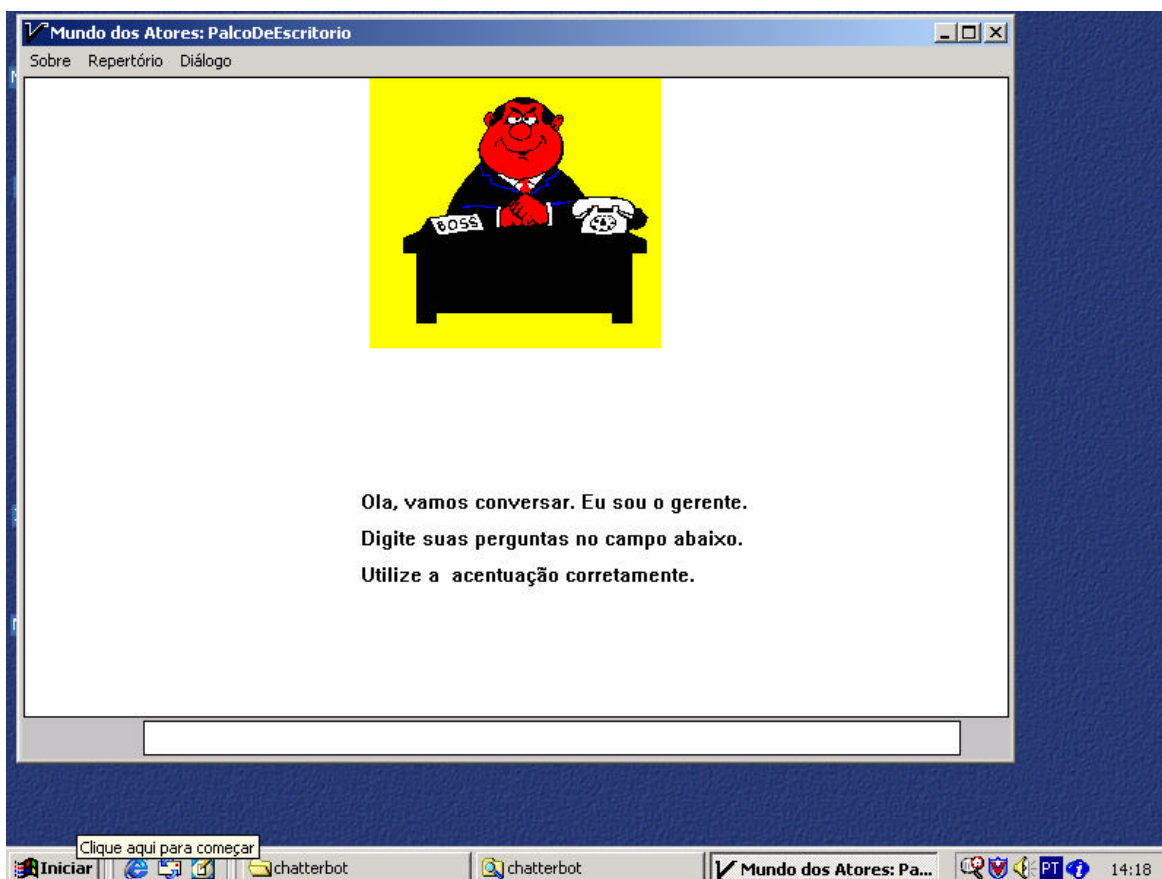 Mundo dos Atores: PalcoDeEscritorio
Sobre Repertório Diálogo
BOSS
Ola, vamos conversar. Eu sou o gerente.
Digite suas perguntas no campo abaixo.
Utilize a  acentuação corretamente.
Clique aqui para começar
Iniciar chatterbot chatterbot Mundo dos Atores: Pa... PT 14:18